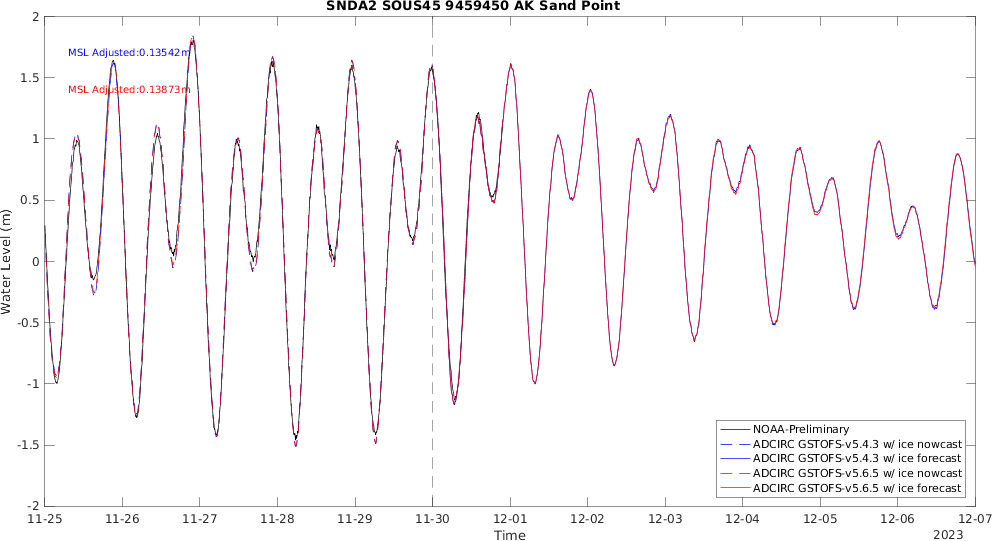 SNDA2 SOUS45 9459450 AK Sand Point
MSL Adjusted:0.13542m
MSL Adjusted:0.13873m
Water Level (m)
2
1.5
1
0.5
0
-0.5
-1
-1.5
-2
NOAA-Preliminary
ADCIRC GSTOFS-v5.4.3 w/ ice nowcast
ADCIRC GSTOFS-v5.4.3 w/ ice forecast
ADCIRC GSTOFS-v5.6.5 w/ ice nowcast
ADCIRC GSTOFS-v5.6.5 w/ ice forecast
11-25 11-26 11-27 11-28 11-29 11-30 12-01 12-02 12-03 12-04 12-05 12-06 12-07
Time
2023